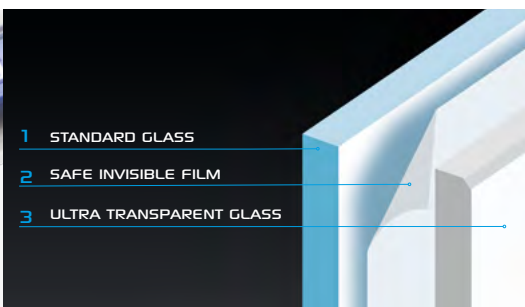 1 STANDARD GLASS
2 SAFE INVISIBLE FILM
3 ULTRA TRANSPARENT GLASS